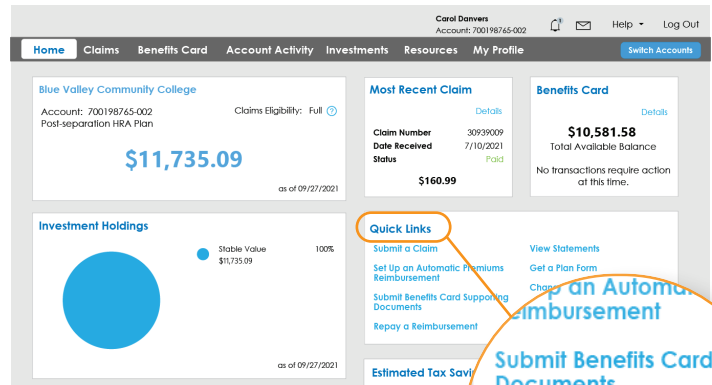 Carol Danvers
Account: 700198765-002
1
Help
Log Out
Home Claims Benefits Card Account Activity Investments Resources My Profile
Switch Accounts
Blue Valley Community College
Account: 700198765-002
Claims Eligibility: Full ?
Post-separation HRA Plan
$11,735.09
as of 09/27/2021
Most Recent Claim
Details
Claim Number 30939009
Date Received 7/10/2021
Status Paid
$160.99
Benefits Card
Details
$10,581.58
Total Available Balance
No transactions require action
at this time.
Investment Holdings
Stable Value 100%
$11,735.09
as of 09/27/2021
Quick Links
Submit a Claim
Set Up an Automatic Premiums
Reimbursement
Submit Benefits Card Supporting
Documents
Repay a Reimbursement
View Statements
Get a Plan Form
Estimated Tax Savi
p an Automa
eimbursement
Submit Benefits Card
Documents